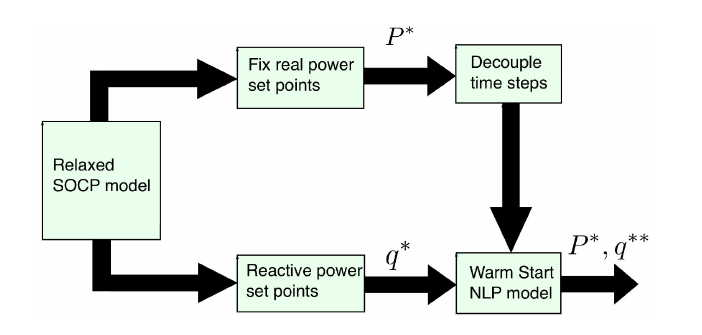 P*
Fix real power
set points
Decouple
time steps
Relaxed
SOCP model
q*
P*, q**
Reactive power
set points
Warm Start
NLP model